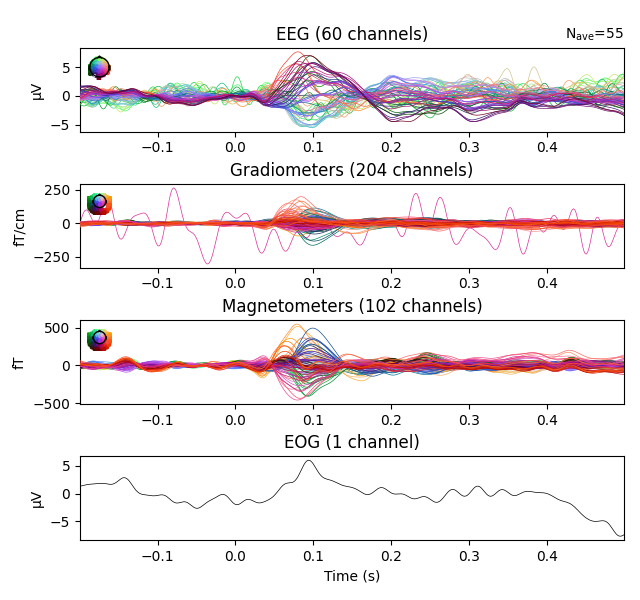 EEG (60 channels)
Nave=55
5
0
−5
µV
−0.1 0.0 0.1 0.2 0.3 0.4
Gradiometers (204 channels)
250
0
−250
fT/cm
−0.1 0.0 0.1 0.2 0.3 0.4
Magnetometers (102 channels)
500
0
−500
fT
−0.1 0.0 0.1 0.2 0.3 0.4
EOG (1 channel)
5
0
−5
µV
−0.1 0.0 0.1 0.2 0.3 0.4
Time (s)